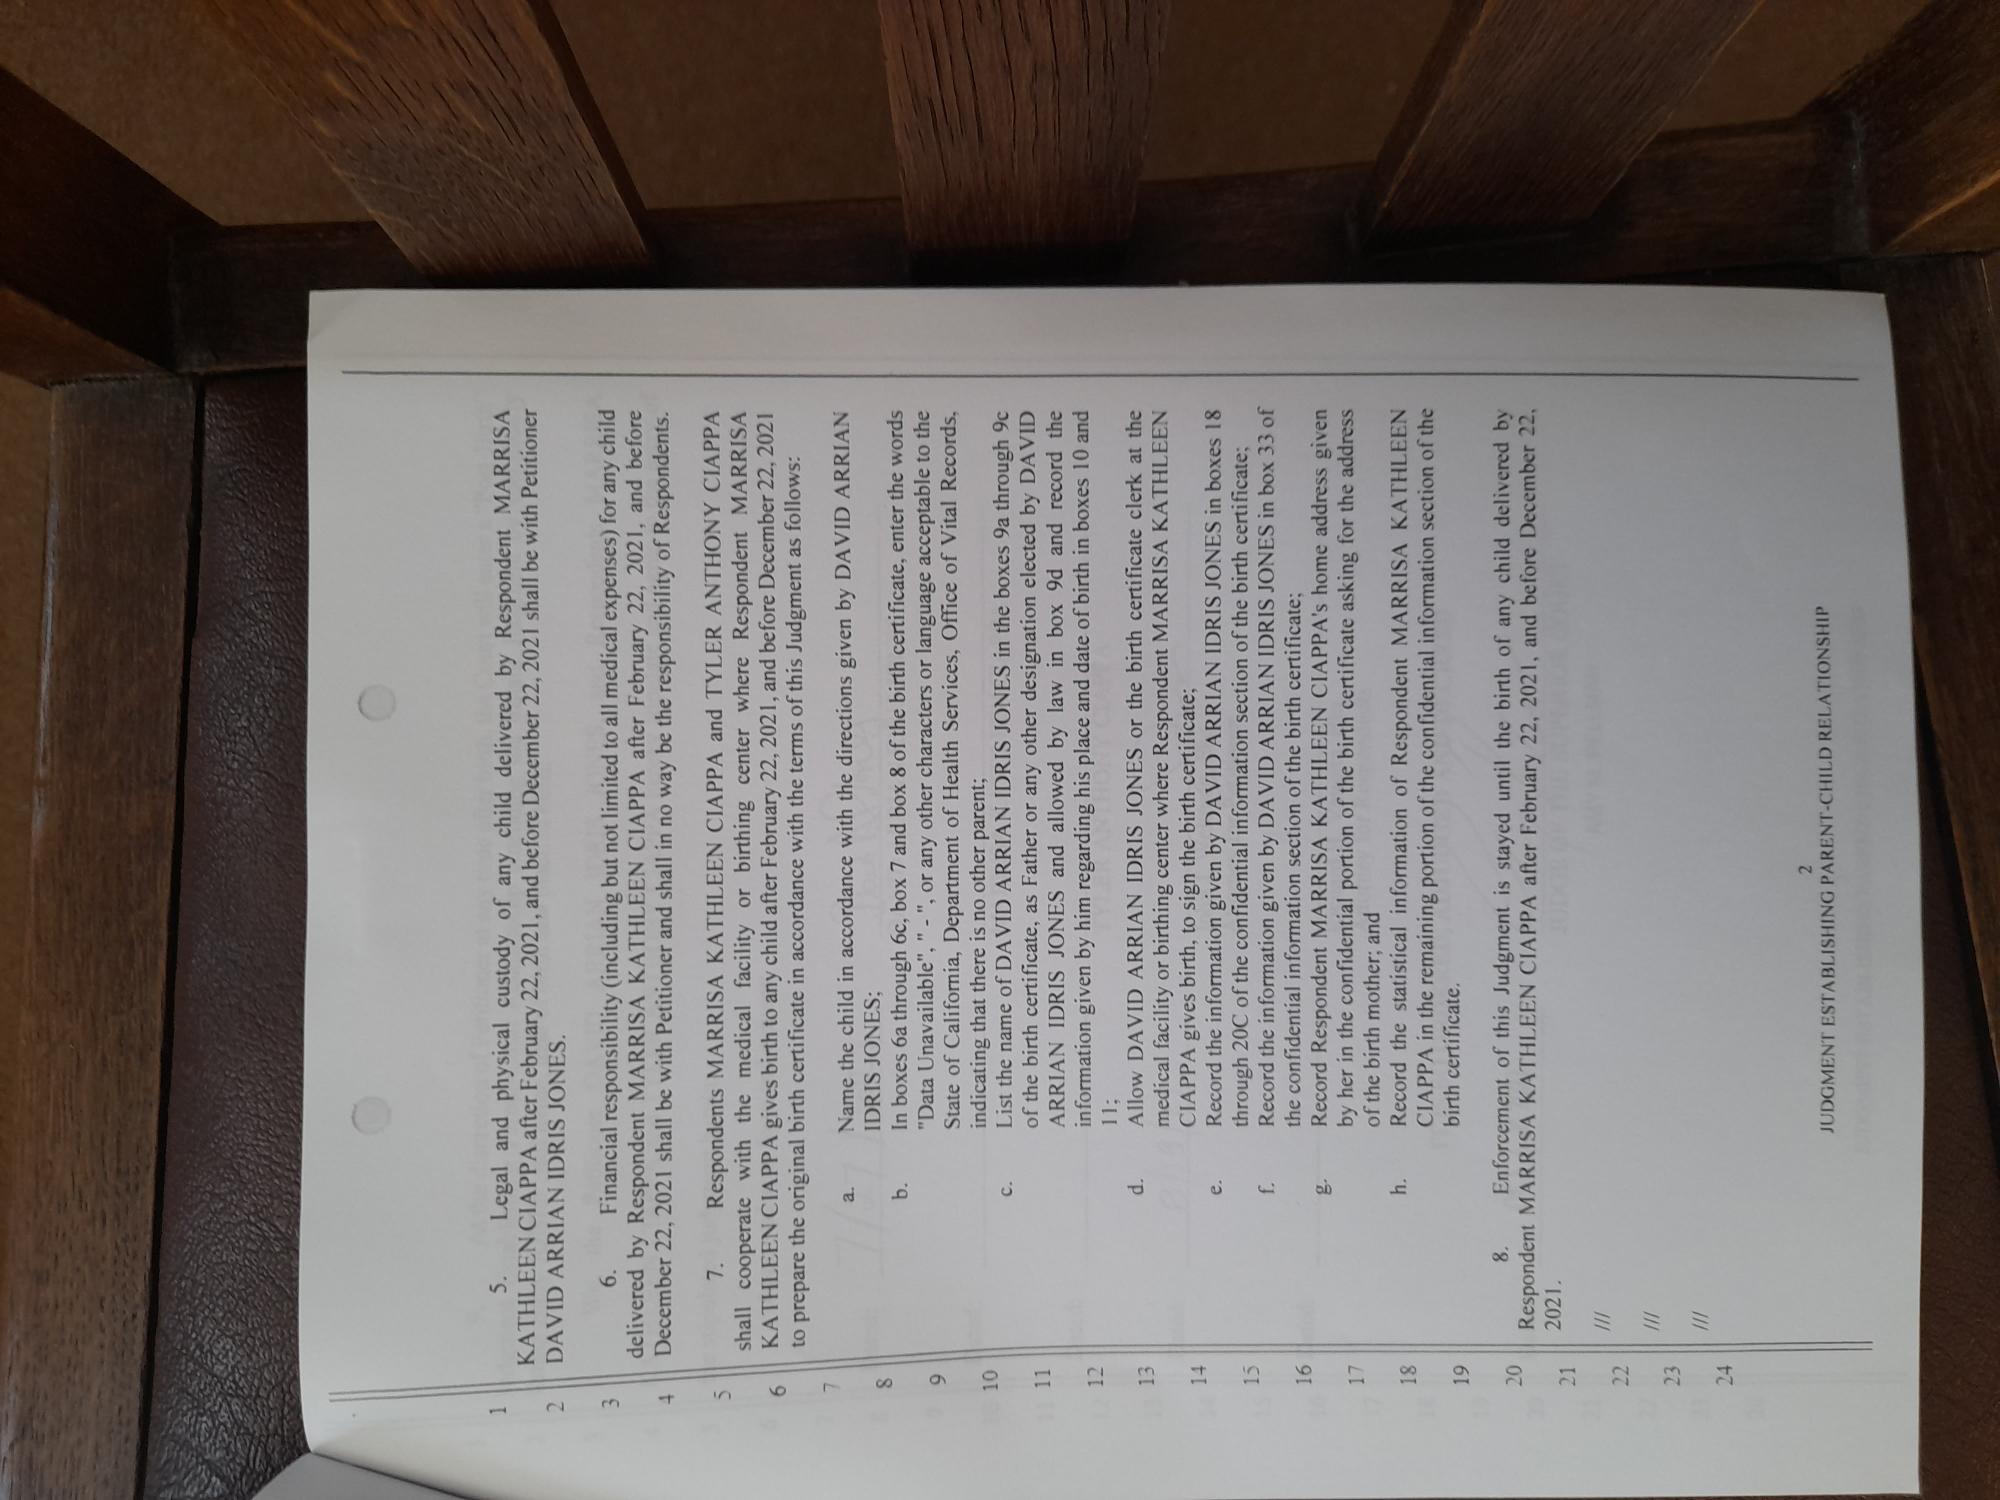 1 5. Legal and physical custody of any child delivered by Respondent MARRISA
KATHLEEN CIAPPA after February 22, 2021, and before December 22, 2021 shall be with Petitioner
2 DAVID ARRIAN IDRIS JONES.
3 6. Financial responsibility (including but not limited to all medical expenses) for any child
delivered by Respondent MARRISA KATHLEEN CIAPPA after February 22, 2021, and before
4 December 22, 2021 shall be with Petitioner and shall in no way be the responsibility of Respondents.
5 7. Respondents MARRISA KATHLEEN CIAPPA and TYLER ANTHONY CIAPPA
shall cooperate with the medical facility or birthing center where Respondent MARRISA
6 KATHLEEN CIAPPA gives birth to any child after February 22, 2021, and before December 22, 2021
to prepare the original birth certificate in accordance with the terms of this Judgment as follows:
7
a. Name the child in accordance with the directions given by DAVID ARRIAN
8 IDRIS JONES;
b. In boxes 6a through 6c, box 7 and box 8 of the birth certificate, enter the words
9 "Data Unavailable", " - ", or any other characters or language acceptable to the
State of California, Department of Health Services, Office of Vital Records,
10 indicating that there is no other parent;
c. List the name of DAVID ARRIAN IDRIS JONES in the boxes 9a through 9c
11 of the birth certificate, as Father or any other designation elected by DAVID
ARRIAN IDRIS JONES and allowed by law in box 9d and record the
12 information given by him regarding his place and date of birth in boxes 10 and
11;
13 d. Allow DAVID ARRIAN IDRIS JONES or the birth certificate clerk at the
medical facility or birthing center where Respondent MARRISA KATHLEEN
14 CIAPPA gives birth, to sign the birth certificate;
e. Record the information given by DAVID ARRIAN IDRIS JONES in boxes 18
15 through 20C of the confidential information section of the birth certificate;
f. Record the information given by DAVID ARRIAN IDRIS JONES in box 33 of
16 the confidential information section of the birth certificate;
g. Record Respondent MARRISA KATHLEEN CIAPPA's home address given
17 by her in the confidential portion of the birth certificate asking for the address
of the birth mother; and
18 h. Record the statistical information of Respondent MARRISA KATHLEEN
CIAPPA in the remaining portion of the confidential information section of the
19 birth certificate.
20 8. Enforcement of this Judgment is stayed until the birth of any child delivered by
Respondent MARRISA KATHLEEN CIAPPA after February 22, 2021, and before December 22,
21 2021.
///
22
///
23
///
24
2
JUDGMENT ESTABLISHING PARENT-CHILD RELATIONSHIP